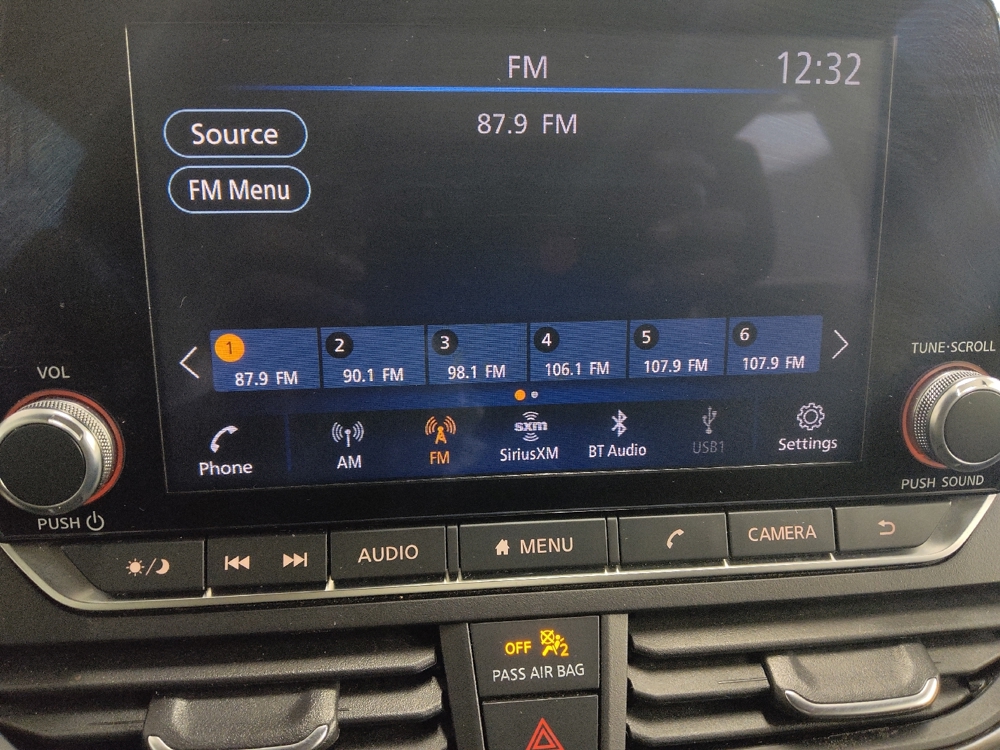 FM
12:32
Source
87.9 FM
FM Menu
1
2
3
4
5
6
87.9 FM
90.1 FM
98.1 FM
106.1 FM
107.9 FM
107.9 FM
Phone
AM
FM
sxm
SiriusXM
BT Audio
USB1
Settings
VOL
PUSH
TUNE·SCROLL
PUSH SOUND
AUDIO
MENU
CAMERA
OFF
2
PASS AIR BAG